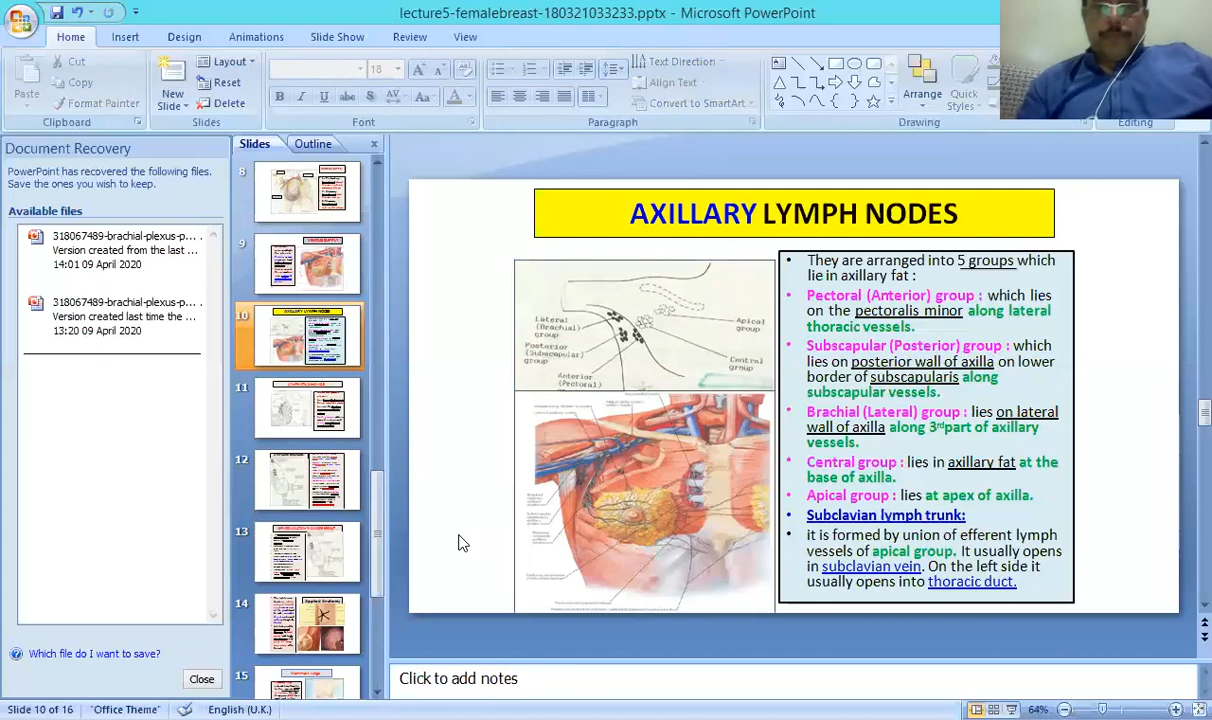 lecture5-femalebreast-180321033233.pptx - Microsoft PowerPoint
Home
Insert
Design
Animations
Slide Show
Review
View
Paste
Cut
Copy
Format Painter
Clipboard
New
Slide
Layout
Reset
Delete
Slides
18
Font
Text Direction
Align Text
Convert to SmartArt
Paragraph
Arrange
Quick
Styles
Drawing
Editing
Document Recovery
PowerPoint has recovered the following files.
Save the ones you wish to keep.
Available files
318067489-brachial-plexus-p...
Version created from the last ...
14:01 09 April 2020
318067489-brachial-plexus-p...
Version created last time the ...
13:20 09 April 2020
Which file do I want to save?
Close
Slides
Outline
8
9
10
11
12
13
14
15
AXILLARY LYMPH NODES
Lateral
(Brachial)
group
Posterior
(Subscapular)
group
Anterior
(Pectoral)
Apical
group
Central
group
• They are arranged into 5 groups which
lie in axillary fat :
• Pectoral (Anterior) group : which lies
on the pectoralis minor along lateral
thoracic vessels.
• Subscapular (Posterior) group : which
lies on posterior wall of axilla on lower
border of subscapularis along
subscapular vessels.
• Brachial (Lateral) group : lies on lateral
wall of axilla along 3rdpart of axillary
vessels.
• Central group : lies in axillary fat at the
base of axilla.
• Apical group : lies at apex of axilla.
• Subclavian lymph trunk:
• it is formed by union of efferent lymph
vessels of apical group. It usually opens
in subclavian vein. On the left side it
usually opens into thoracic duct.
Click to add notes
Slide 10 of 16
"Office Theme"
English (U.K.)
64%